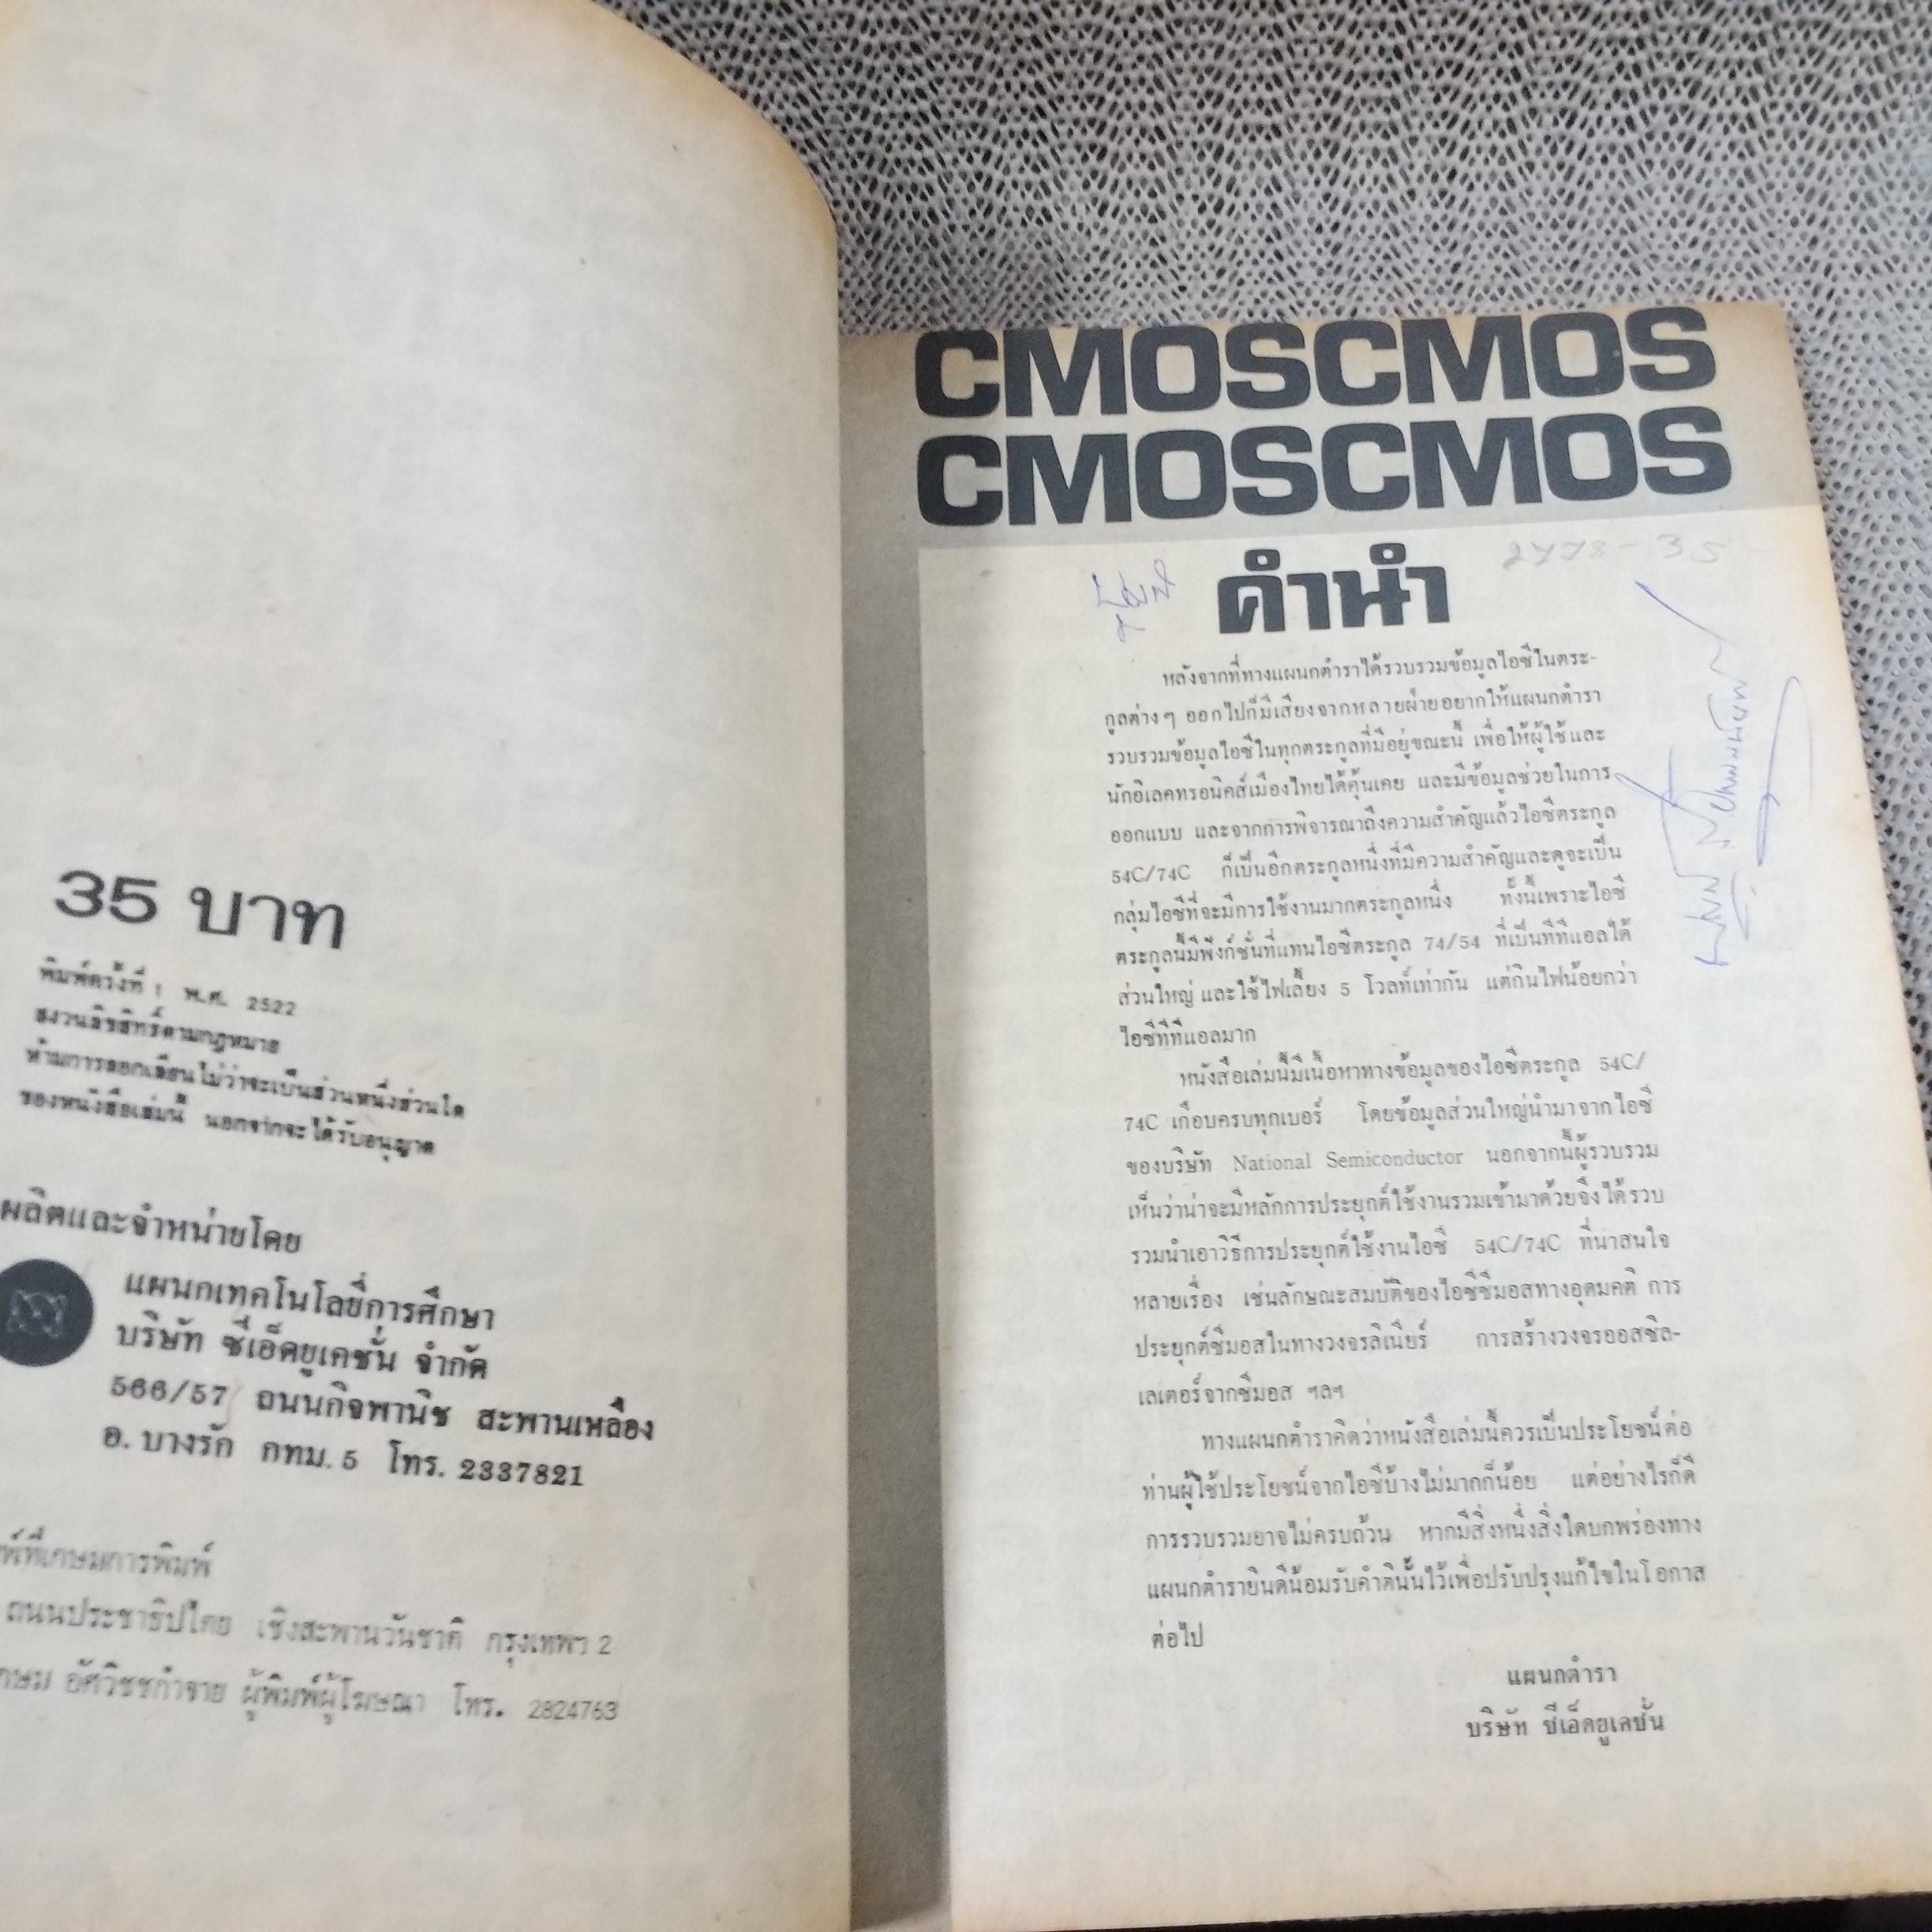 35 บาท
พิมพ์ครั้งที่ 1 พ.ศ. 2522
สงวนลิขสิทธิ์ตามกฎหมาย
ห้ามการลอกเลียนไม่ว่าจะเป็นส่วนหนึ่งส่วนใด
ของหนังสือเล่มนี้ นอกจากจะได้รับอนุญาต
ผลิตและจำหน่ายโดย
แผนกเทคโนโลยี่การศึกษา
บริษัท ซีเอ็ดยูเคชั่น จำกัด
566/57 ถนนกิจพานิช สะพานเหลือง
อ. บางรัก กทม. 5 โทร. 2337821
พ์ที่เกษมการพิมพ์
ถนนประชาธิปไตย เชิงสะพานวันชาติ กรุงเทพฯ 2
กษม อัศวิชชกำจาย ผู้พิมพ์ผู้โฆษณา โทร. 2824763
CMOSCMOS
CMOSCMOS
คำนำ
2778-35
หลังจากที่ทางแผนกตำราได้รวบรวมข้อมูลไอซีในตระ-
กูลต่างๆ ออกไปก็มีเสียงจากหลายฝ่ายอยากให้แผนกตำรา
รวบรวมข้อมูลไอซีในทุกตระกูลที่มีอยู่ขณะนี้ เพื่อให้ผู้ใช้และ
นักอิเลคทรอนิคส์เมืองไทยได้คุ้นเคย และมีข้อมูลช่วยในการ
ออกแบบ และจากการพิจารณาถึงความสำคัญแล้วไอซีตระกูล
54C/74C ก็เป็นอีกตระกูลหนึ่งที่มีความสำคัญและดูจะเป็น
กลุ่มไอซีที่จะมีการใช้งานมากตระกูลหนึ่ง ทั้งนี้เพราะไอซี
ตระกูลนี้มีฟังก์ชั่นที่แทนไอซีตระกูล 74/54 ที่เป็นทีทีแอลได้
ส่วนใหญ่ และใช้ไฟเลี้ยง 5 โวลท์เท่ากัน แต่กินไฟน้อยกว่า
ไอซีทีทีแอลมาก
หนังสือเล่มนี้มีเนื้อหาทางข้อมูลของไอซีตระกูล 54C/
74C เกือบครบทุกเบอร์ โดยข้อมูลส่วนใหญ่นำมาจากไอซี
ของบริษัท National Semiconductor นอกจากนี้ผู้รวบรวม
เห็นว่าน่าจะมีหลักการประยุกต์ใช้งานรวมเข้ามาด้วยจึงได้รวบ
รวมนำเอาวิธีการประยุกต์ใช้งานไอซี 54C/74C ที่น่าสนใจ
หลายเรื่อง เช่นลักษณะสมบัติของไอซีซีมอสทางอุดมคติ การ
ประยุกต์ซีมอสในทางวงจรลิเนียร์ การสร้างวงจรออสซิล-
เลเตอร์จากซีมอส ฯลฯ
ทางแผนกตำราคิดว่าหนังสือเล่มนี้ควรเป็นประโยชน์ต่อ
ท่านผู้ใช้ประโยชน์จากไอซีบ้างไม่มากก็น้อย แต่อย่างไรก็ดี
การรวบรวมยาจไม่ครบถ้วน หากมีสิ่งหนึ่งสิ่งใดบกพร่องทาง
แผนกตำรายินดีน้อมรับคำตินั้นไว้เพื่อปรับปรุงแก้ไขในโอกาส
ต่อไป
แผนกตำรา
บริษัท ซีเอ็ดยูเคชั่น